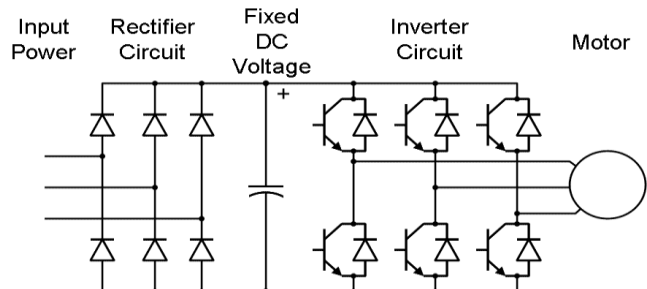 Input
Power
Rectifier
Circuit
Fixed
DC
Voltage
+
Inverter
Circuit
Motor